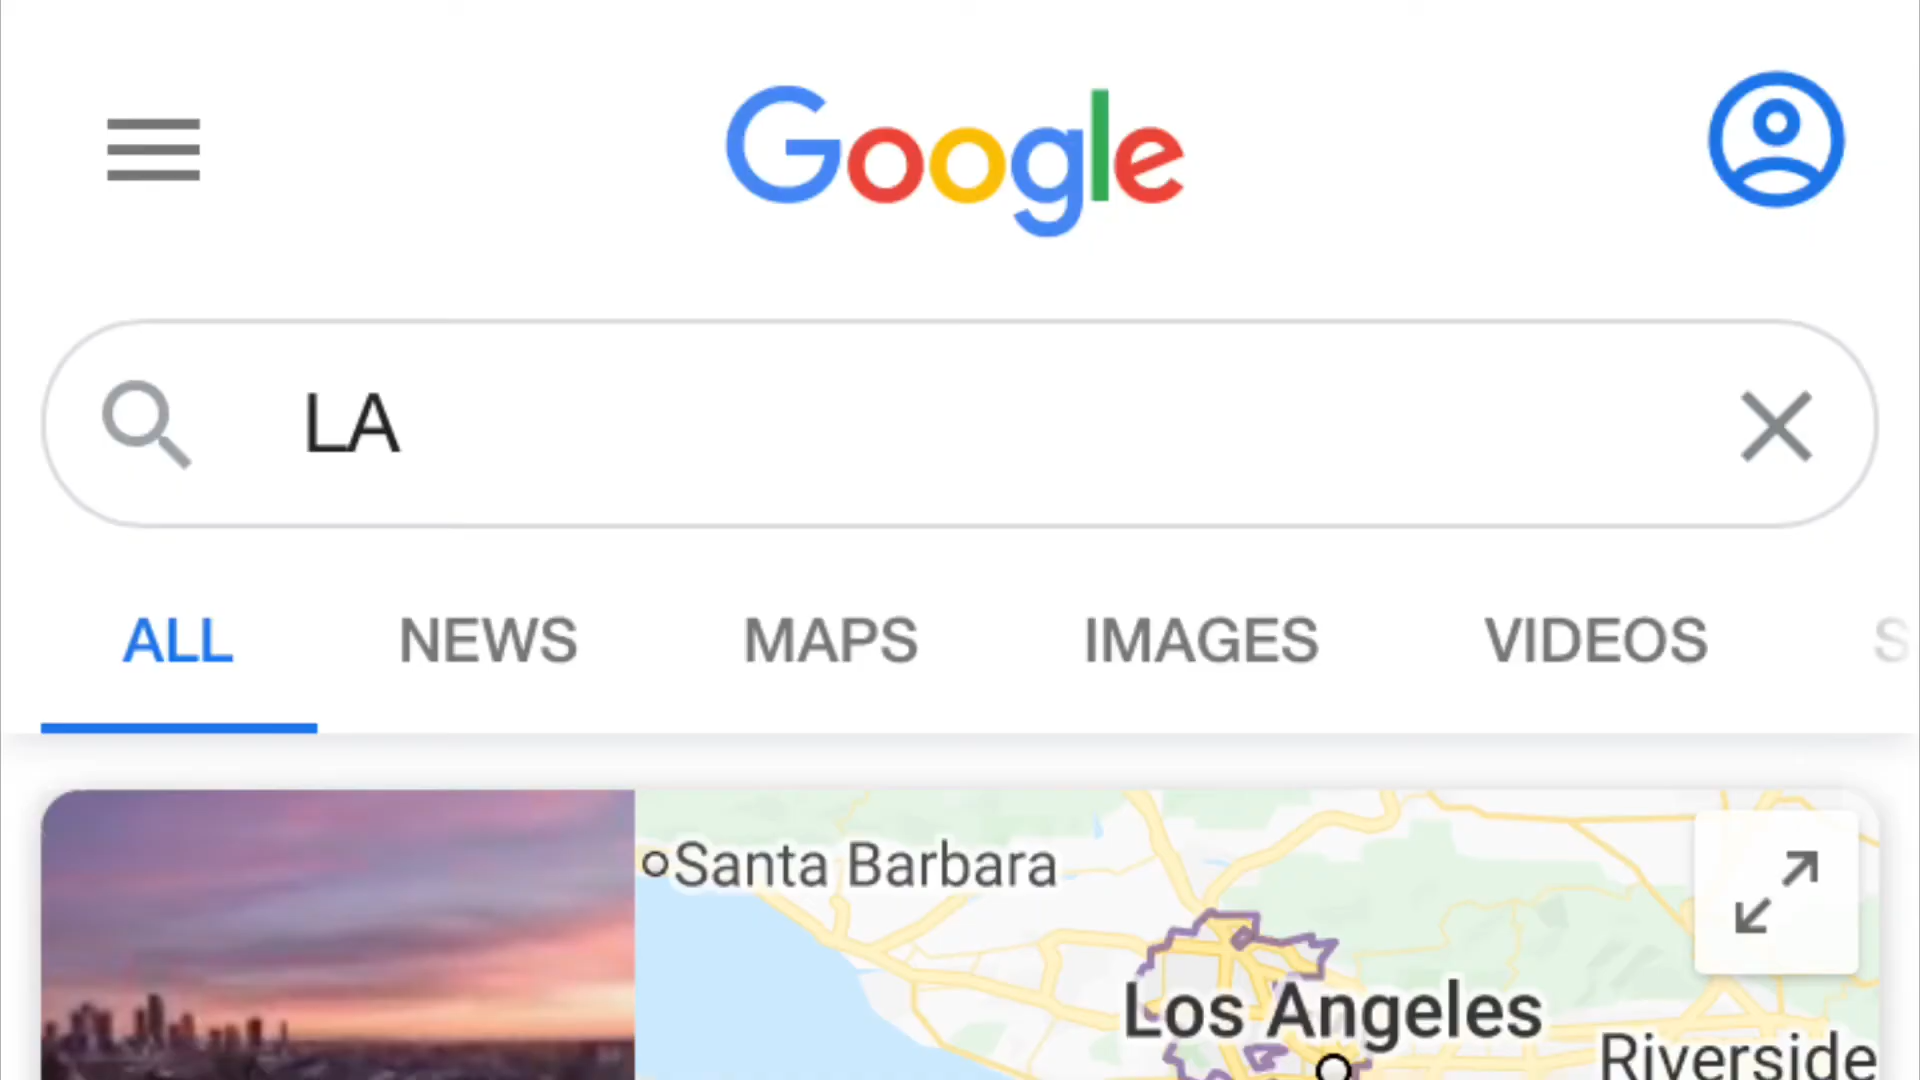 Google
LA
ALL NEWS MAPS IMAGES VIDEOS S
Santa Barbara
Los Angeles
Riverside